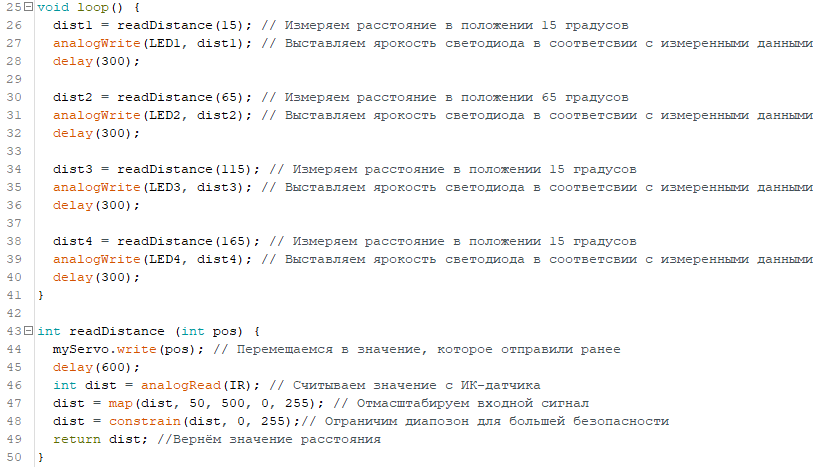 25 void loop() {
26 dist1 = readDistance(15); // Измеряем расстояние в положении 15 градусов
27 analogWrite(LED1, dist1); // Выставляем яркость светодиода в соответсвии с измеренными данными
28 delay(300);
29
30 dist2 = readDistance(65); // Измеряем расстояние в положении 65 градусов
31 analogWrite(LED2, dist2); // Выставляем яркость светодиода в соответсвии с измеренными данными
32 delay(300);
33
34 dist3 = readDistance(115); // Измеряем расстояние в положении 15 градусов
35 analogWrite(LED3, dist3); // Выставляем яркость светодиода в соответсвии с измеренными данными
36 delay(300);
37
38 dist4 = readDistance(165); // Измеряем расстояние в положении 15 градусов
39 analogWrite(LED4, dist4); // Выставляем яркость светодиода в соответсвии с измеренными данными
40 delay(300);
41 }
42
43 int readDistance (int pos) {
44 myServo.write(pos); // Перемещаемся в значение, которое отправили ранее
45 delay(600);
46 int dist = analogRead(IR); // Считываем значение с ИК-датчика
47 dist = map(dist, 50, 500, 0, 255); // Отмасштабируем входной сигнал
48 dist = constrain(dist, 0, 255);// Ограничим диапозон для большей безопасности
49 return dist; //Вернём значение расстояния
50 }